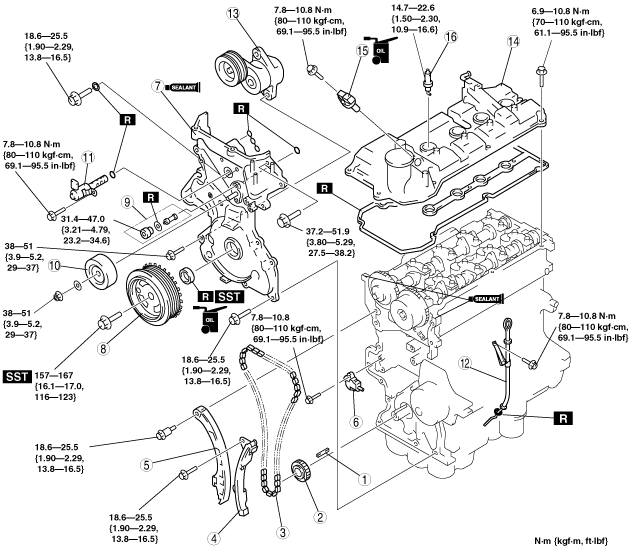 18.6—25.5
{1.90—2.29,
13.8—16.5}
13
7.8—10.8 N·m
{80—110 kgf·cm,
69.1—95.5 in·lbf}
15
OIL
14.7—22.6
{1.50—2.30,
10.9—16.6}
16
6.9—10.8 N·m
{70—110 kgf·cm,
61.1—95.5 in·lbf}
14
7
SEALANT
R
R
7.8—10.8 N·m
{80—110 kgf·cm,
69.1—95.5 in·lbf}
11
R
9
R
31.4—47.0
{3.21—4.79,
23.2—34.6}
37.2—51.9
{3.80—5.29,
27.5—38.2}
38—51
{3.9—5.2,
29—37}
10
R SST
OIL
SEALANT
38—51
{3.9—5.2,
29—37}
8
7.8—10.8
{80—110 kgf·cm,
69.1—95.5 in·lbf}
7.8—10.8 N·m
{80—110 kgf·cm,
69.1—95.5 in·lbf}
18.6—25.5
{1.90—2.29,
13.8—16.5}
SST
157—167
{16.1—17.0,
116—123}
12
6
R
18.6—25.5
{1.90—2.29,
13.8—16.5}
5
1
2
3
4
18.6—25.5
{1.90—2.29,
13.8—16.5}
N·m {kgf·m, ft·lbf}